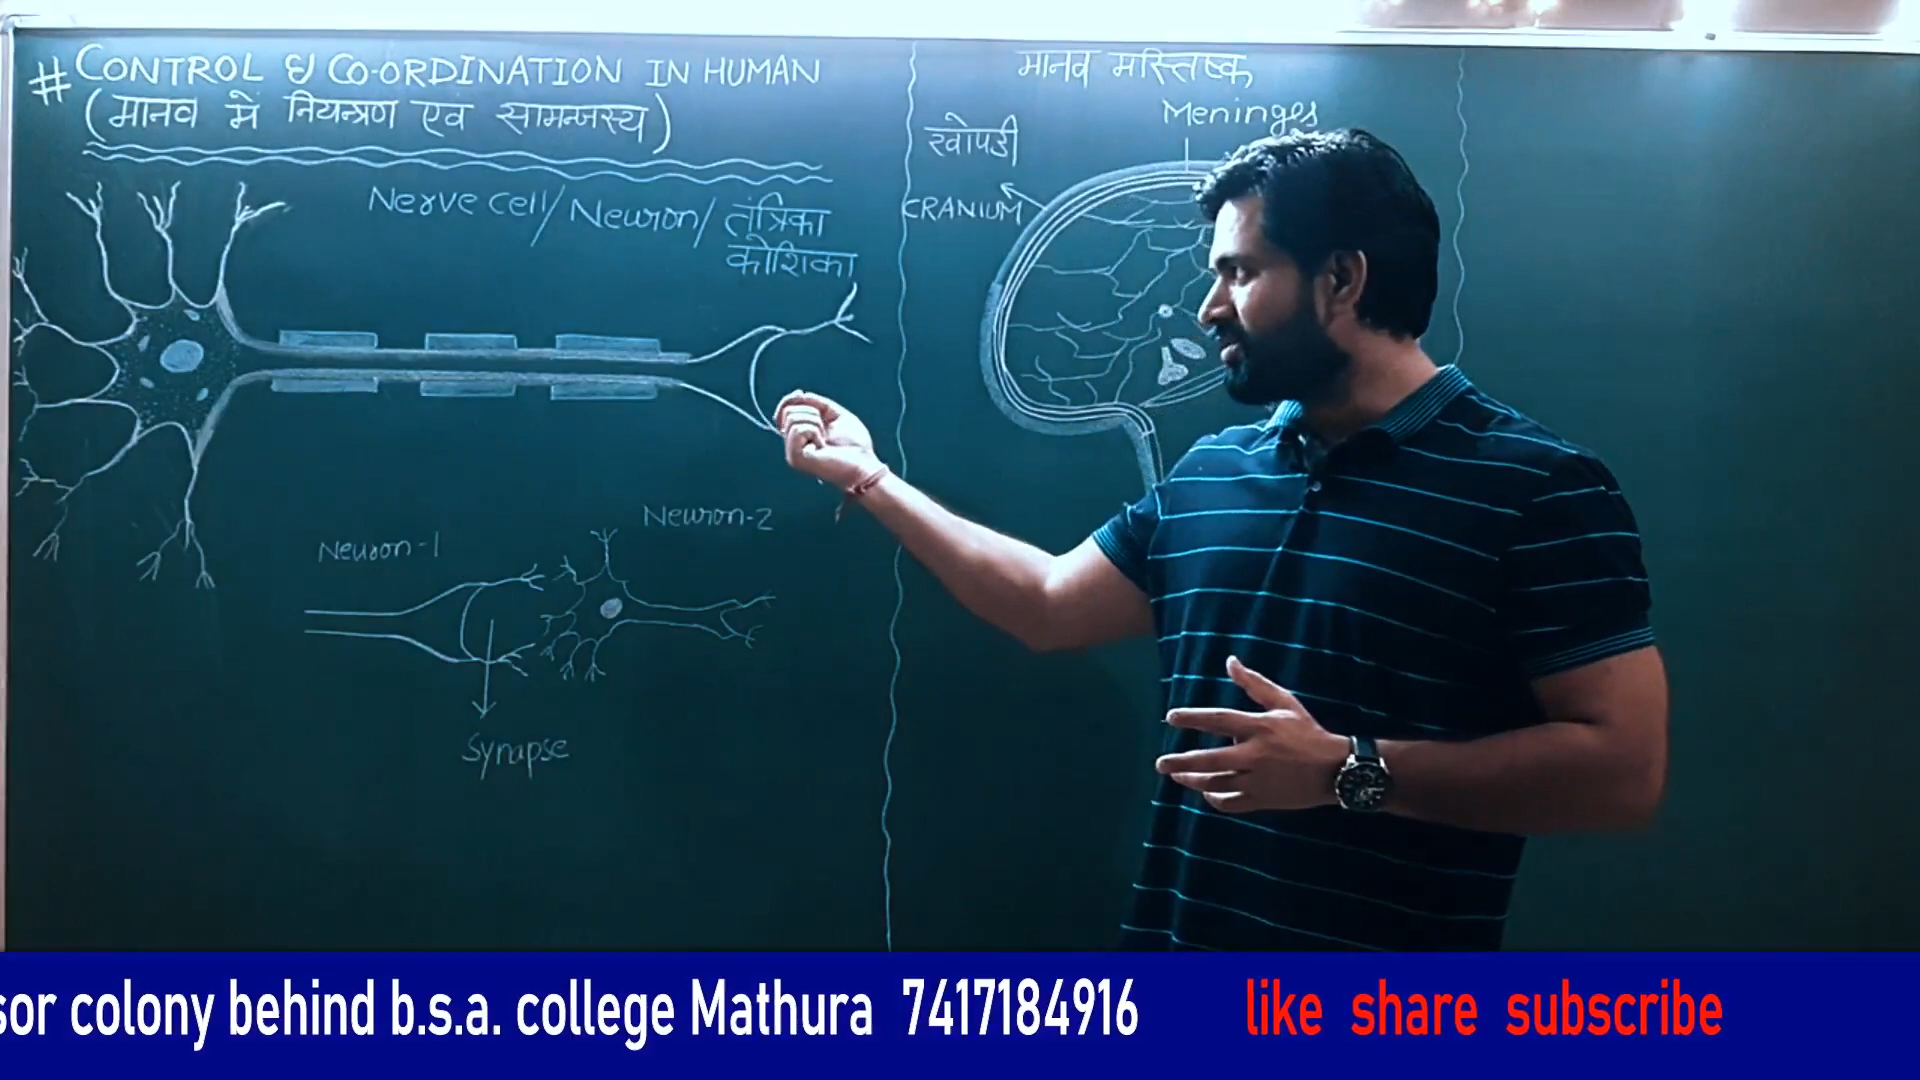 # CONTROL & CO-ORDINATION IN HUMAN
(मानव में नियन्त्रण एवं सामन्जस्य)
Nerve cell/Neuron/तंत्रिका
कोशिका
Neuron-1
Neuron-2
Synapse
मानव मस्तिष्क
Meninges
खोपडी
CRANIUM
sor colony behind b.s.a. college Mathura 7417184916
like share subscribe